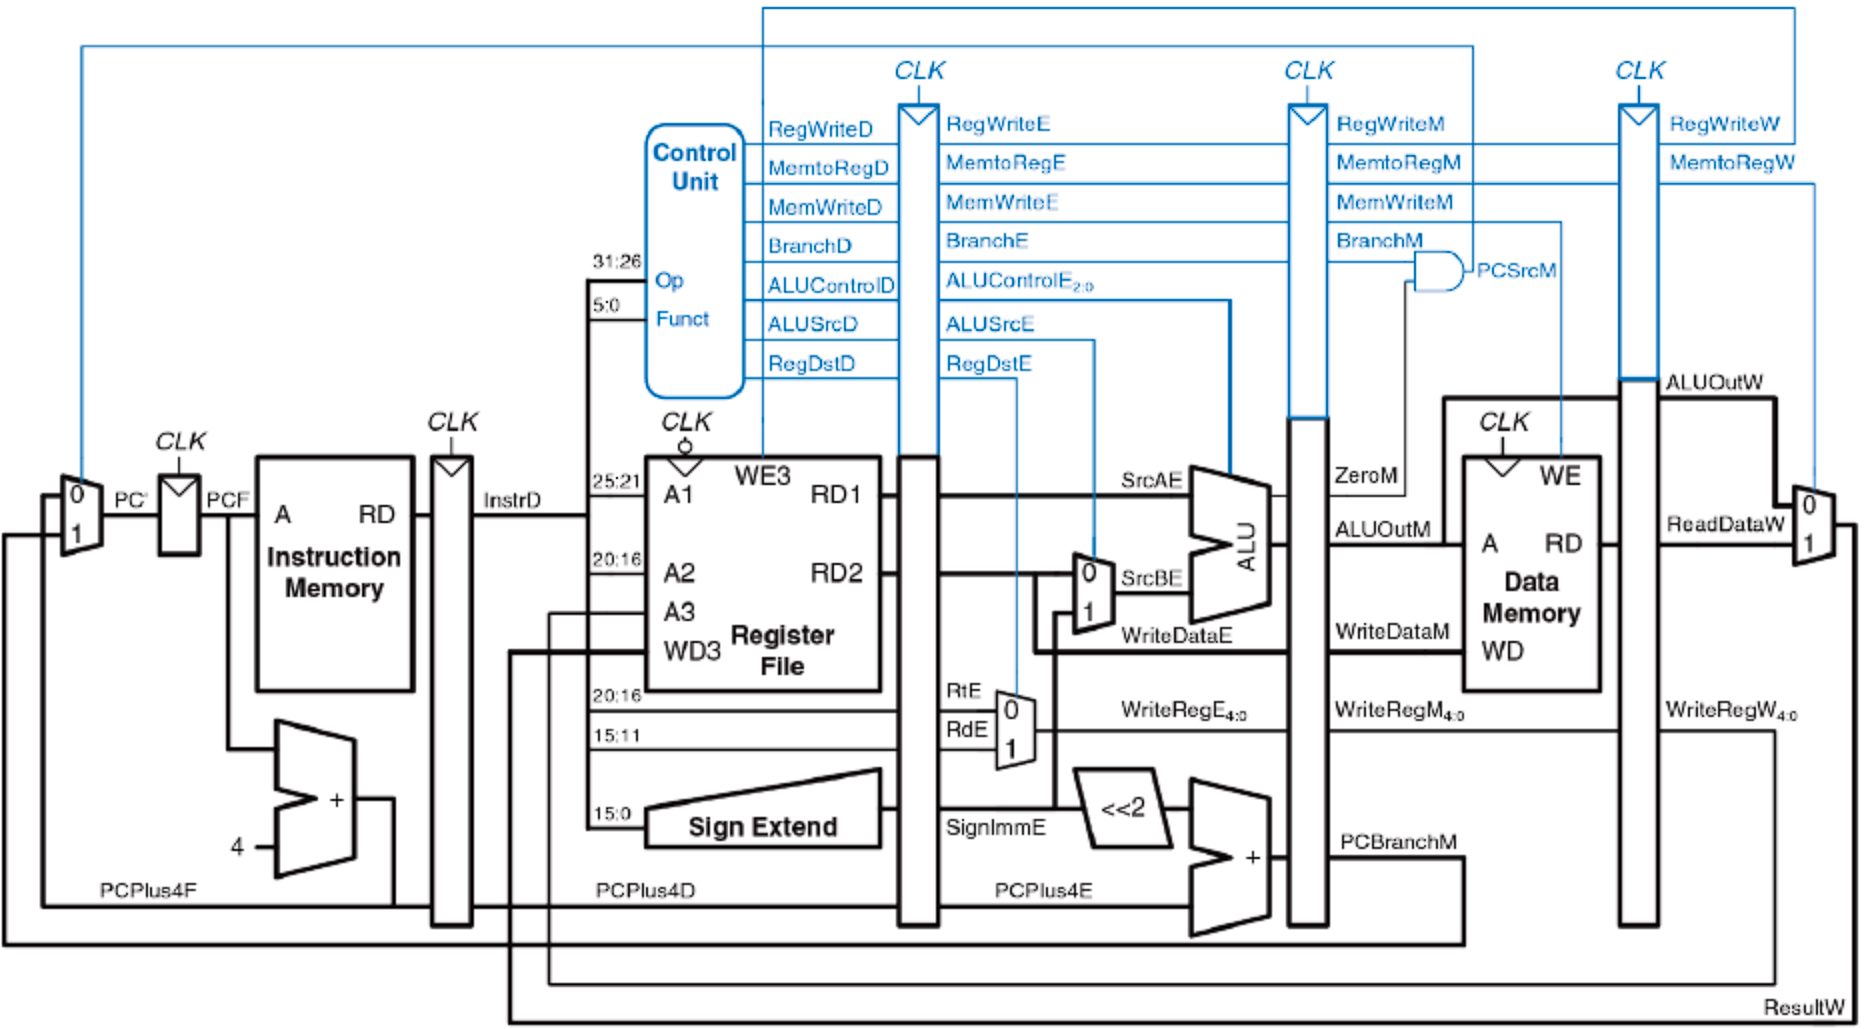 CLK
CLK
CLK
RegWriteD
RegWriteE
RegWriteM
RegWriteW
Control
Unit
MemtoRegD
MemtoRegE
MemtoRegM
MemtoRegW
MemWriteD
MemWriteE
MemWriteM
BranchD
BranchE
BranchM
31:26
Op
ALUControlD
ALUControlE2:0
PCSrcM
5:0
Funct
ALUSrcD
ALUSrcE
RegDstD
RegDstE
ALUOutW
CLK
CLK
CLK
CLK
0
1
PC'
PCF
A
RD
Instruction
Memory
InstrD
25:21
A1
WE3
RD1
SrcAE
ZeroM
WE
0
1
20:16
A2
RD2
0
1
SrcBE
ALU
ALUOutM
A
RD
ReadDataW
Data
Memory
A3
WD3
Register
File
WriteDataE
WriteDataM
WD
20:16
RtE
0
15:11
RdE
1
WriteRegE4:0
WriteRegM4:0
WriteRegW4:0
+
4
15:0
Sign Extend
SignImmE
<<2
+
PCBranchM
PCPlus4F
PCPlus4D
PCPlus4E
ResultW